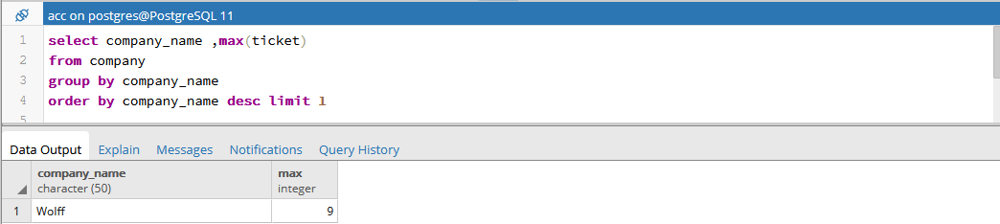 acc on postgres@PostgreSQL 11
1 select company_name ,max(ticket)
2 from company
3 group by company_name
4 order by company_name desc limit 1
5
Data Output Explain Messages Notifications Query History
company_name max
character (50) integer
1 Wolff 9